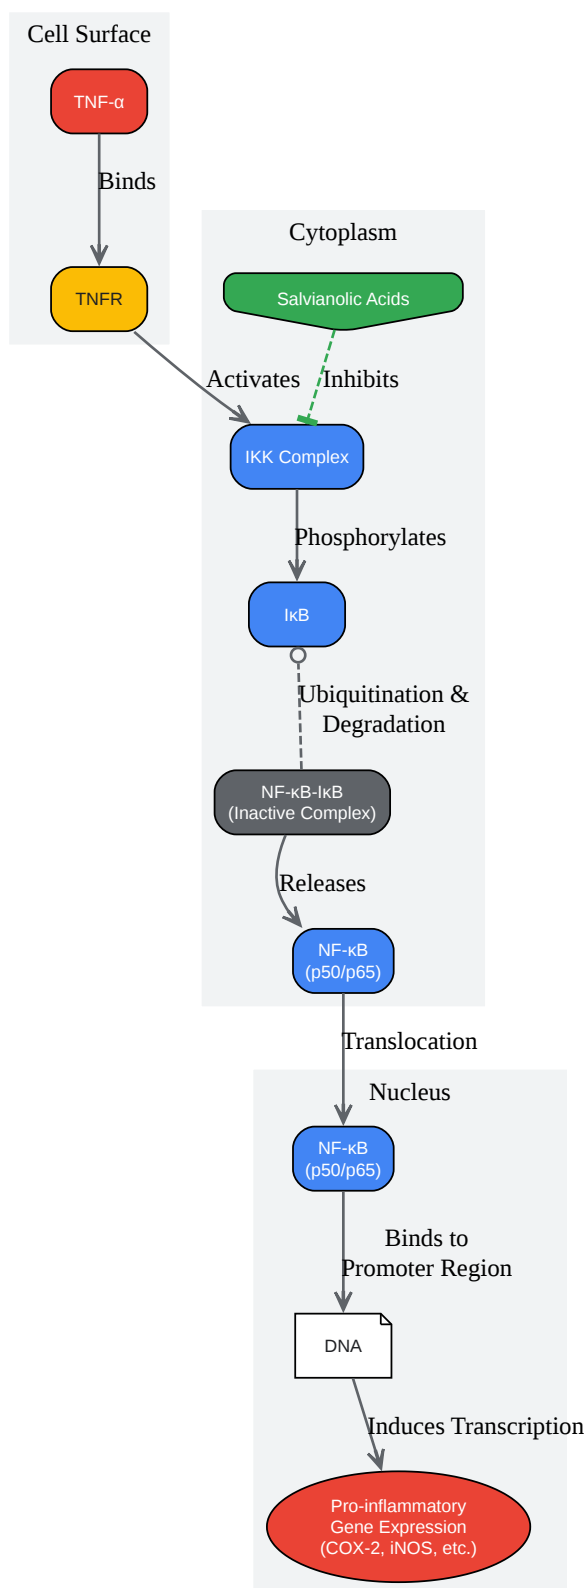 Cell Surface
TNF-α
Binds
TNFR
Cytoplasm
Salvianolic Acids
Activates
Inhibits
IKK Complex
Phosphorylates
IκB
Ubiquitination &
Degradation
NF-κB-IκB
(Inactive Complex)
Releases
NF-κB
(p50/p65)
Translocation
Nucleus
NF-κB
(p50/p65)
Binds to
Promoter Region
DNA
Induces Transcription
Pro-inflammatory
Gene Expression
(COX-2, iNOS, etc.)